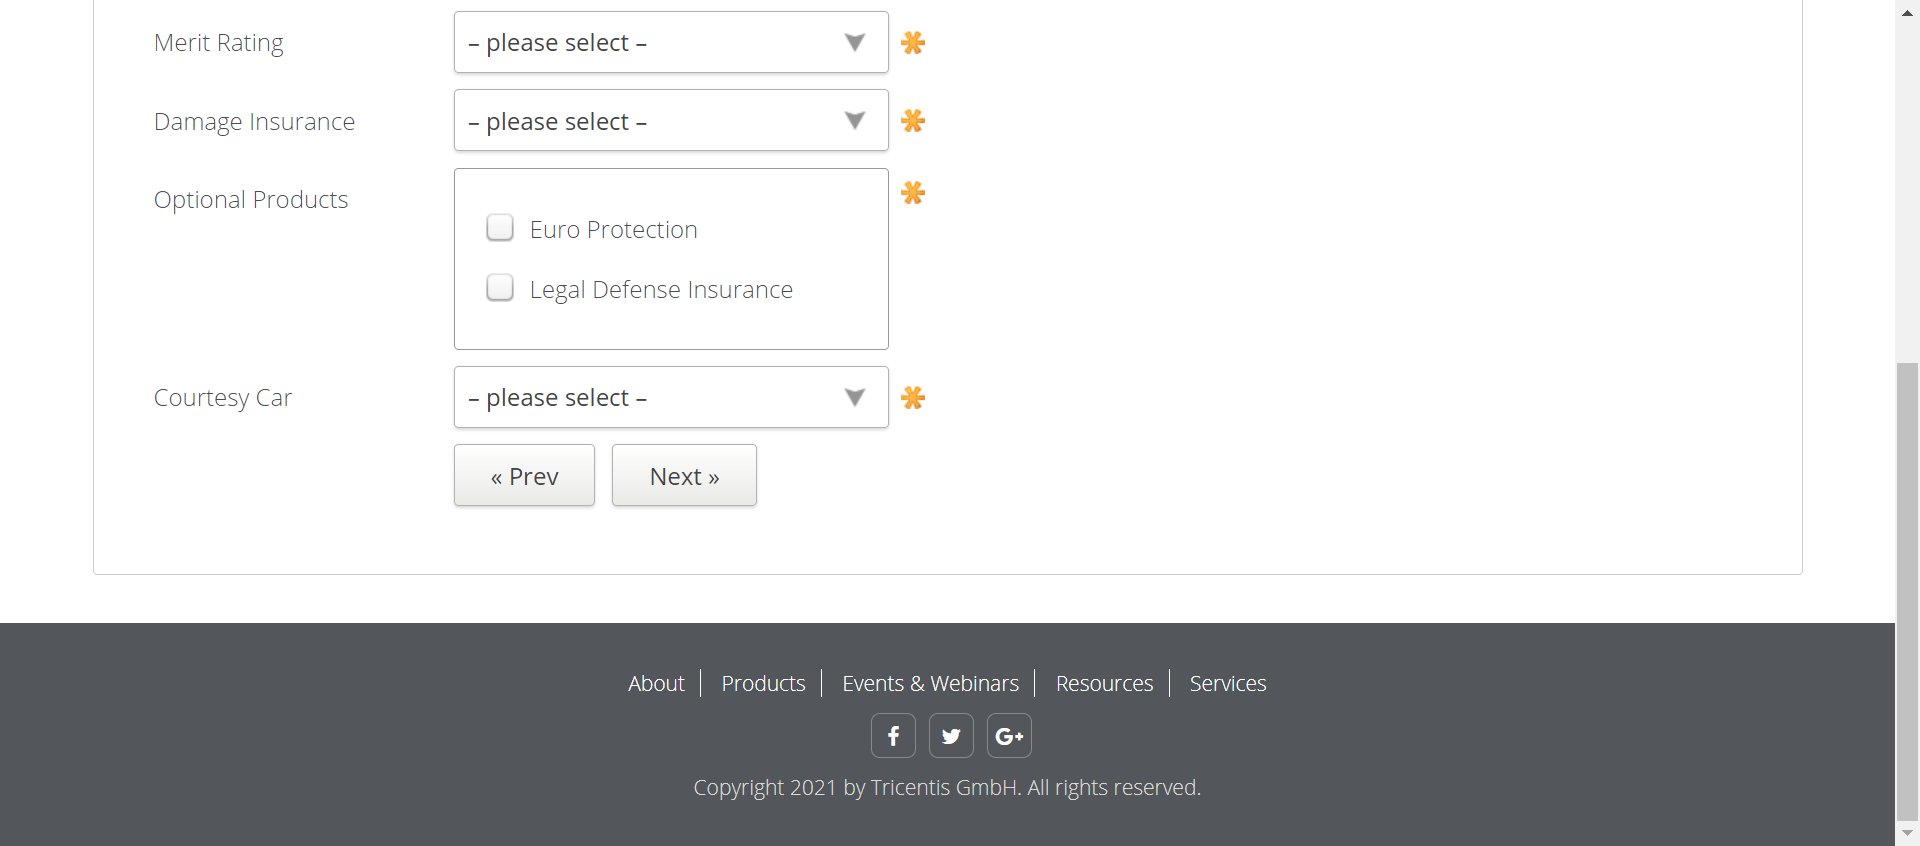 Merit Rating
– please select –
Damage Insurance
– please select –
Optional Products
Euro Protection
Legal Defense Insurance
Courtesy Car
– please select –
« Prev
Next »
About
Products
Events & Webinars
Resources
Services
G+
Copyright 2021 by Tricentis GmbH. All rights reserved.